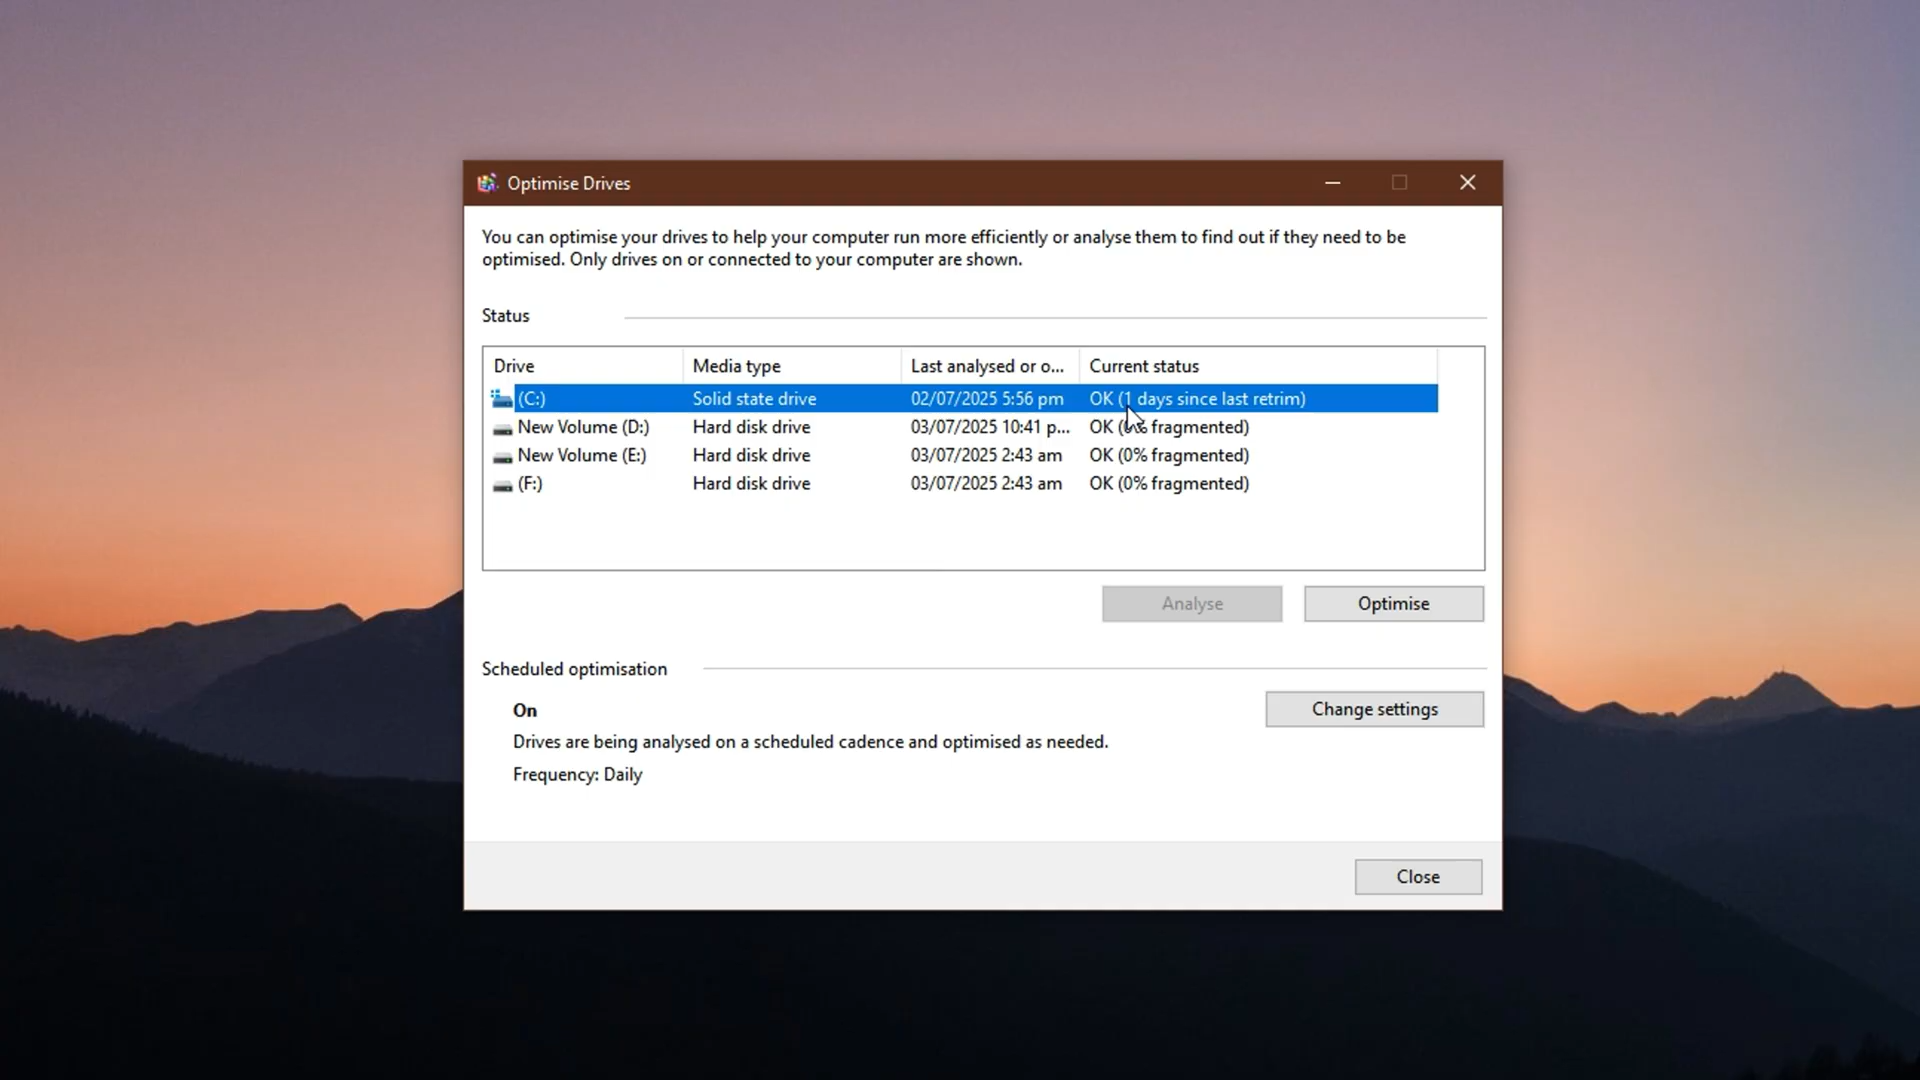 Optimise Drives
You can optimise your drives to help your computer run more efficiently or analyse them to find out if they need to be
optimised. Only drives on or connected to your computer are shown.
Status
Drive Media type Last analysed or o... Current status
(C:) Solid state drive 02/07/2025 5:56 pm OK (1 days since last retrim)
New Volume (D:) Hard disk drive 03/07/2025 10:41 p... OK (0% fragmented)
New Volume (E:) Hard disk drive 03/07/2025 2:43 am OK (0% fragmented)
(F:) Hard disk drive 03/07/2025 2:43 am OK (0% fragmented)
Analyse Optimise
Scheduled optimisation
On Change settings
Drives are being analysed on a scheduled cadence and optimised as needed.
Frequency: Daily
Close